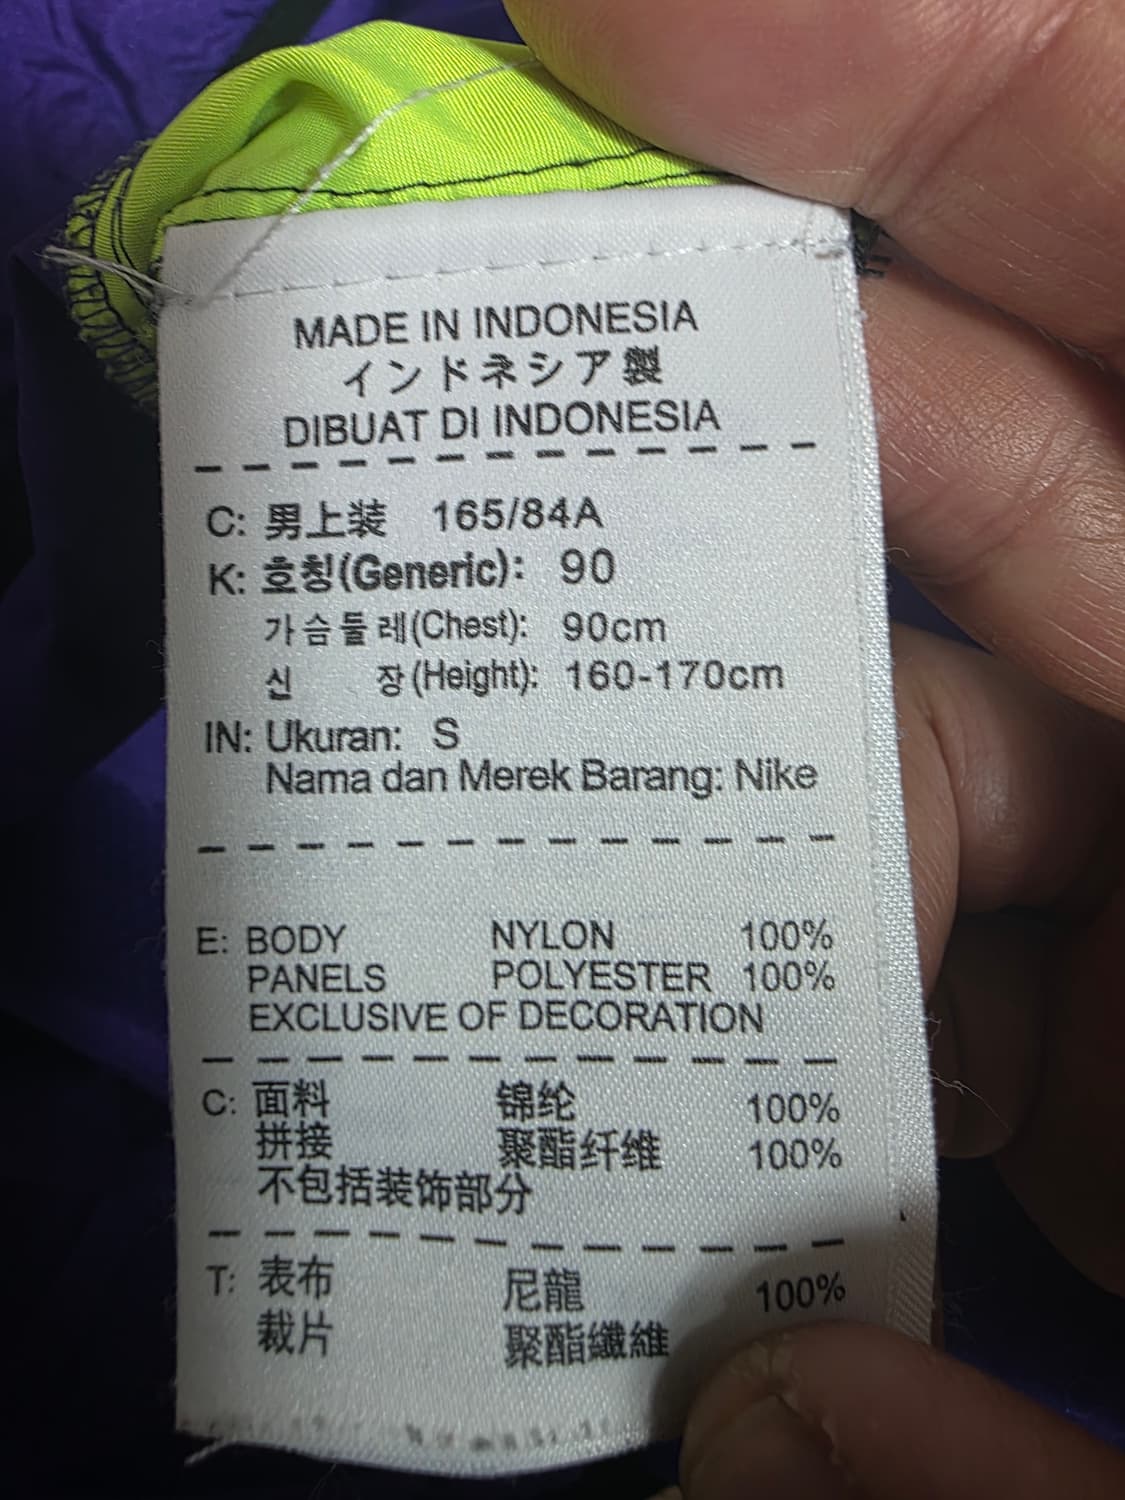 MADE IN INDONESIA
インドネシア製
DIBUAT DI INDONESIA
C: 男上装 165/84A
K: 호칭(Generic): 90
가슴둘레(Chest): 90cm
신 장(Height): 160-170cm
IN: Ukuran: S
Nama dan Merek Barang: Nike
E: BODY NYLON 100%
PANELS POLYESTER 100%
EXCLUSIVE OF DECORATION
C: 面料 锦纶 100%
拼接 聚酯纤维 100%
不包括装饰部分
T: 表布 尼龍 100%
裁片 聚酯纖維